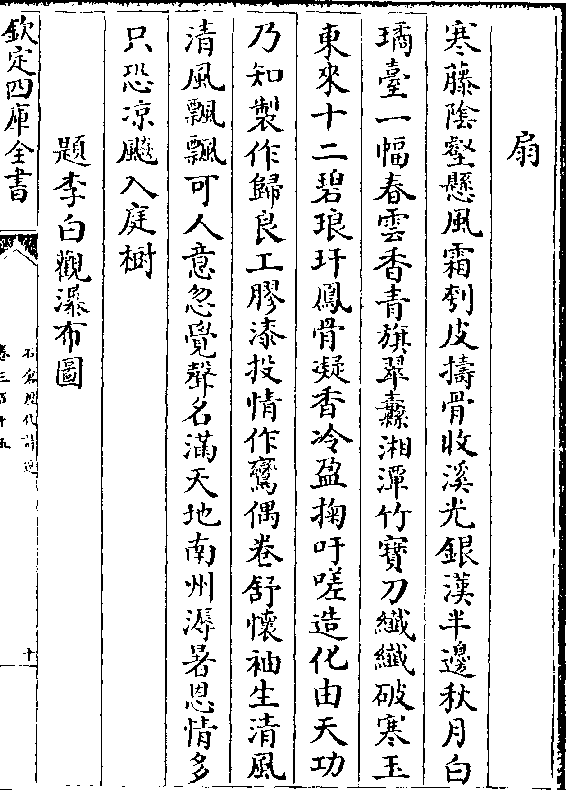 扇
寒藤陰壑懸風霜刳皮擣骨收溪光銀漢半邊秋月白
璚臺一幅春雲香青旗翠纛湘潭竹寶刀纖纖破寒玉
東來十二碧琅玕鳳骨凝香冷盈掬吁嗟造化由天功
乃知製作歸良工膠漆投情作鸞偶卷舒懷袖生清風
清風飄飄可人意忽覺聲名滿天地南州溽暑恩情多
只恐凉飈入庭樹
題李白觀瀑布圖
欽定四庫全書
石倉歷代詩選
卷三百十五
十